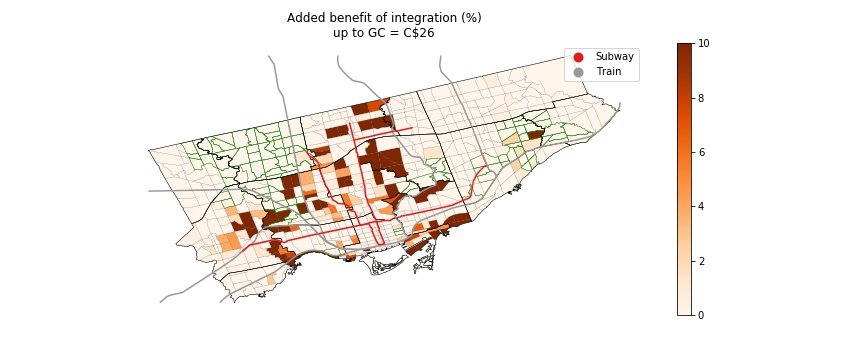 Added benefit of integration (%)
up to GC = C$26
Subway
Train
10
8
6
4
2
0